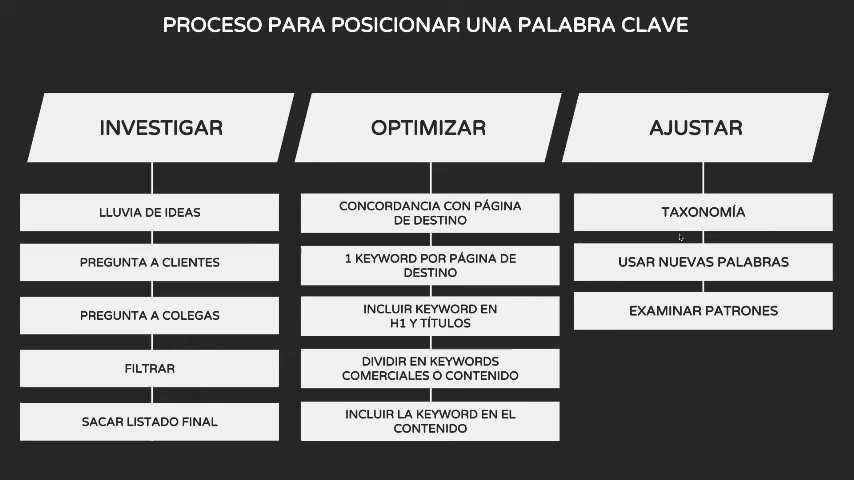 PROCESO PARA POSICIONAR UNA PALABRA CLAVE
INVESTIGAR
LLUVIA DE IDEAS
PREGUNTA A CLIENTES
PREGUNTA A COLEGAS
FILTRAR
SACAR LISTADO FINAL
OPTIMIZAR
CONCORDANCIA CON PÁGINA
DE DESTINO
1 KEYWORD POR PÁGINA DE
DESTINO
INCLUIR KEYWORD EN
H1 Y TÍTULOS
DIVIDIR EN KEYWORDS
COMERCIALES O CONTENIDO
INCLUIR LA KEYWORD EN EL
CONTENIDO
AJUSTAR
TAXONOMÍA
USAR NUEVAS PALABRAS
EXAMINAR PATRONES